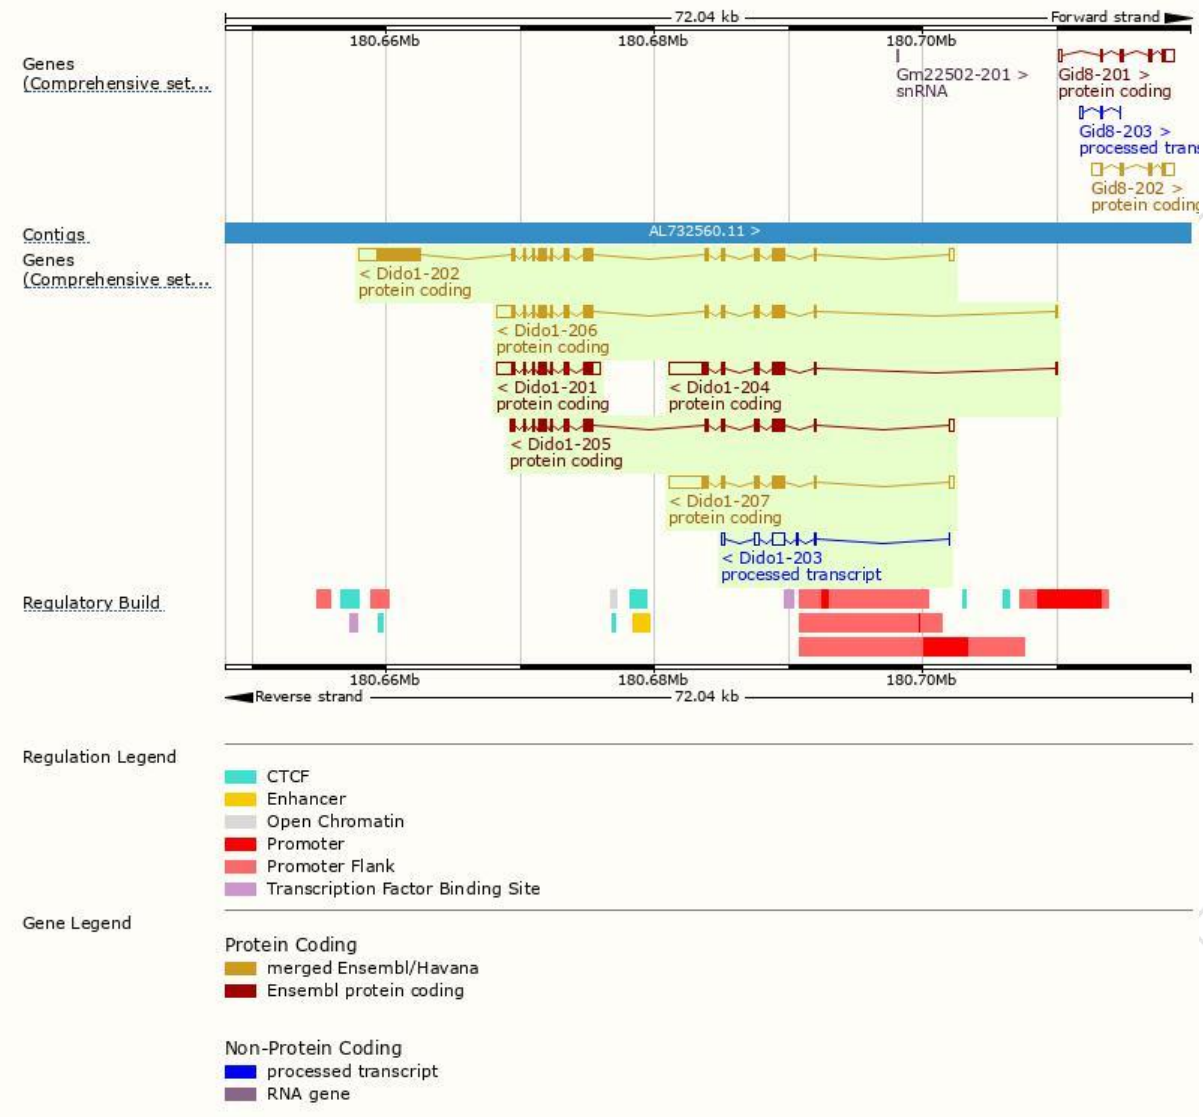 72.04 kb Forward strand
180.66Mb 180.68Mb 180.70Mb
Genes
(Comprehensive set...
Gm22502-201 >
snRNA
Gid8-201 >
protein coding
Gid8-203 >
processed trans
Gid8-202 >
protein coding
Contigs
AL732560.11 >
Genes
(Comprehensive set...
< Dido1-202
protein coding
< Dido1-206
protein coding
< Dido1-201
protein coding
< Dido1-204
protein coding
< Dido1-205
protein coding
< Dido1-207
protein coding
< Dido1-203
processed transcript
Regulatory Build
180.66Mb 180.68Mb 180.70Mb
Reverse strand 72.04 kb
Regulation Legend
CTCF
Enhancer
Open Chromatin
Promoter
Promoter Flank
Transcription Factor Binding Site
Gene Legend
Protein Coding
merged Ensembl/Havana
Ensembl protein coding
Non-Protein Coding
processed transcript
RNA gene